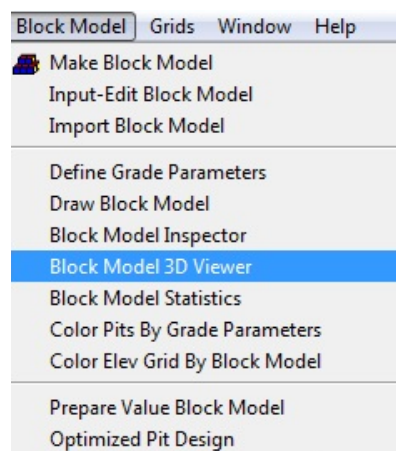 Block Model Grids Window Help
Make Block Model
Input-Edit Block Model
Import Block Model
Define Grade Parameters
Draw Block Model
Block Model Inspector
Block Model 3D Viewer
Block Model Statistics
Color Pits By Grade Parameters
Color Elev Grid By Block Model
Prepare Value Block Model
Optimized Pit Design